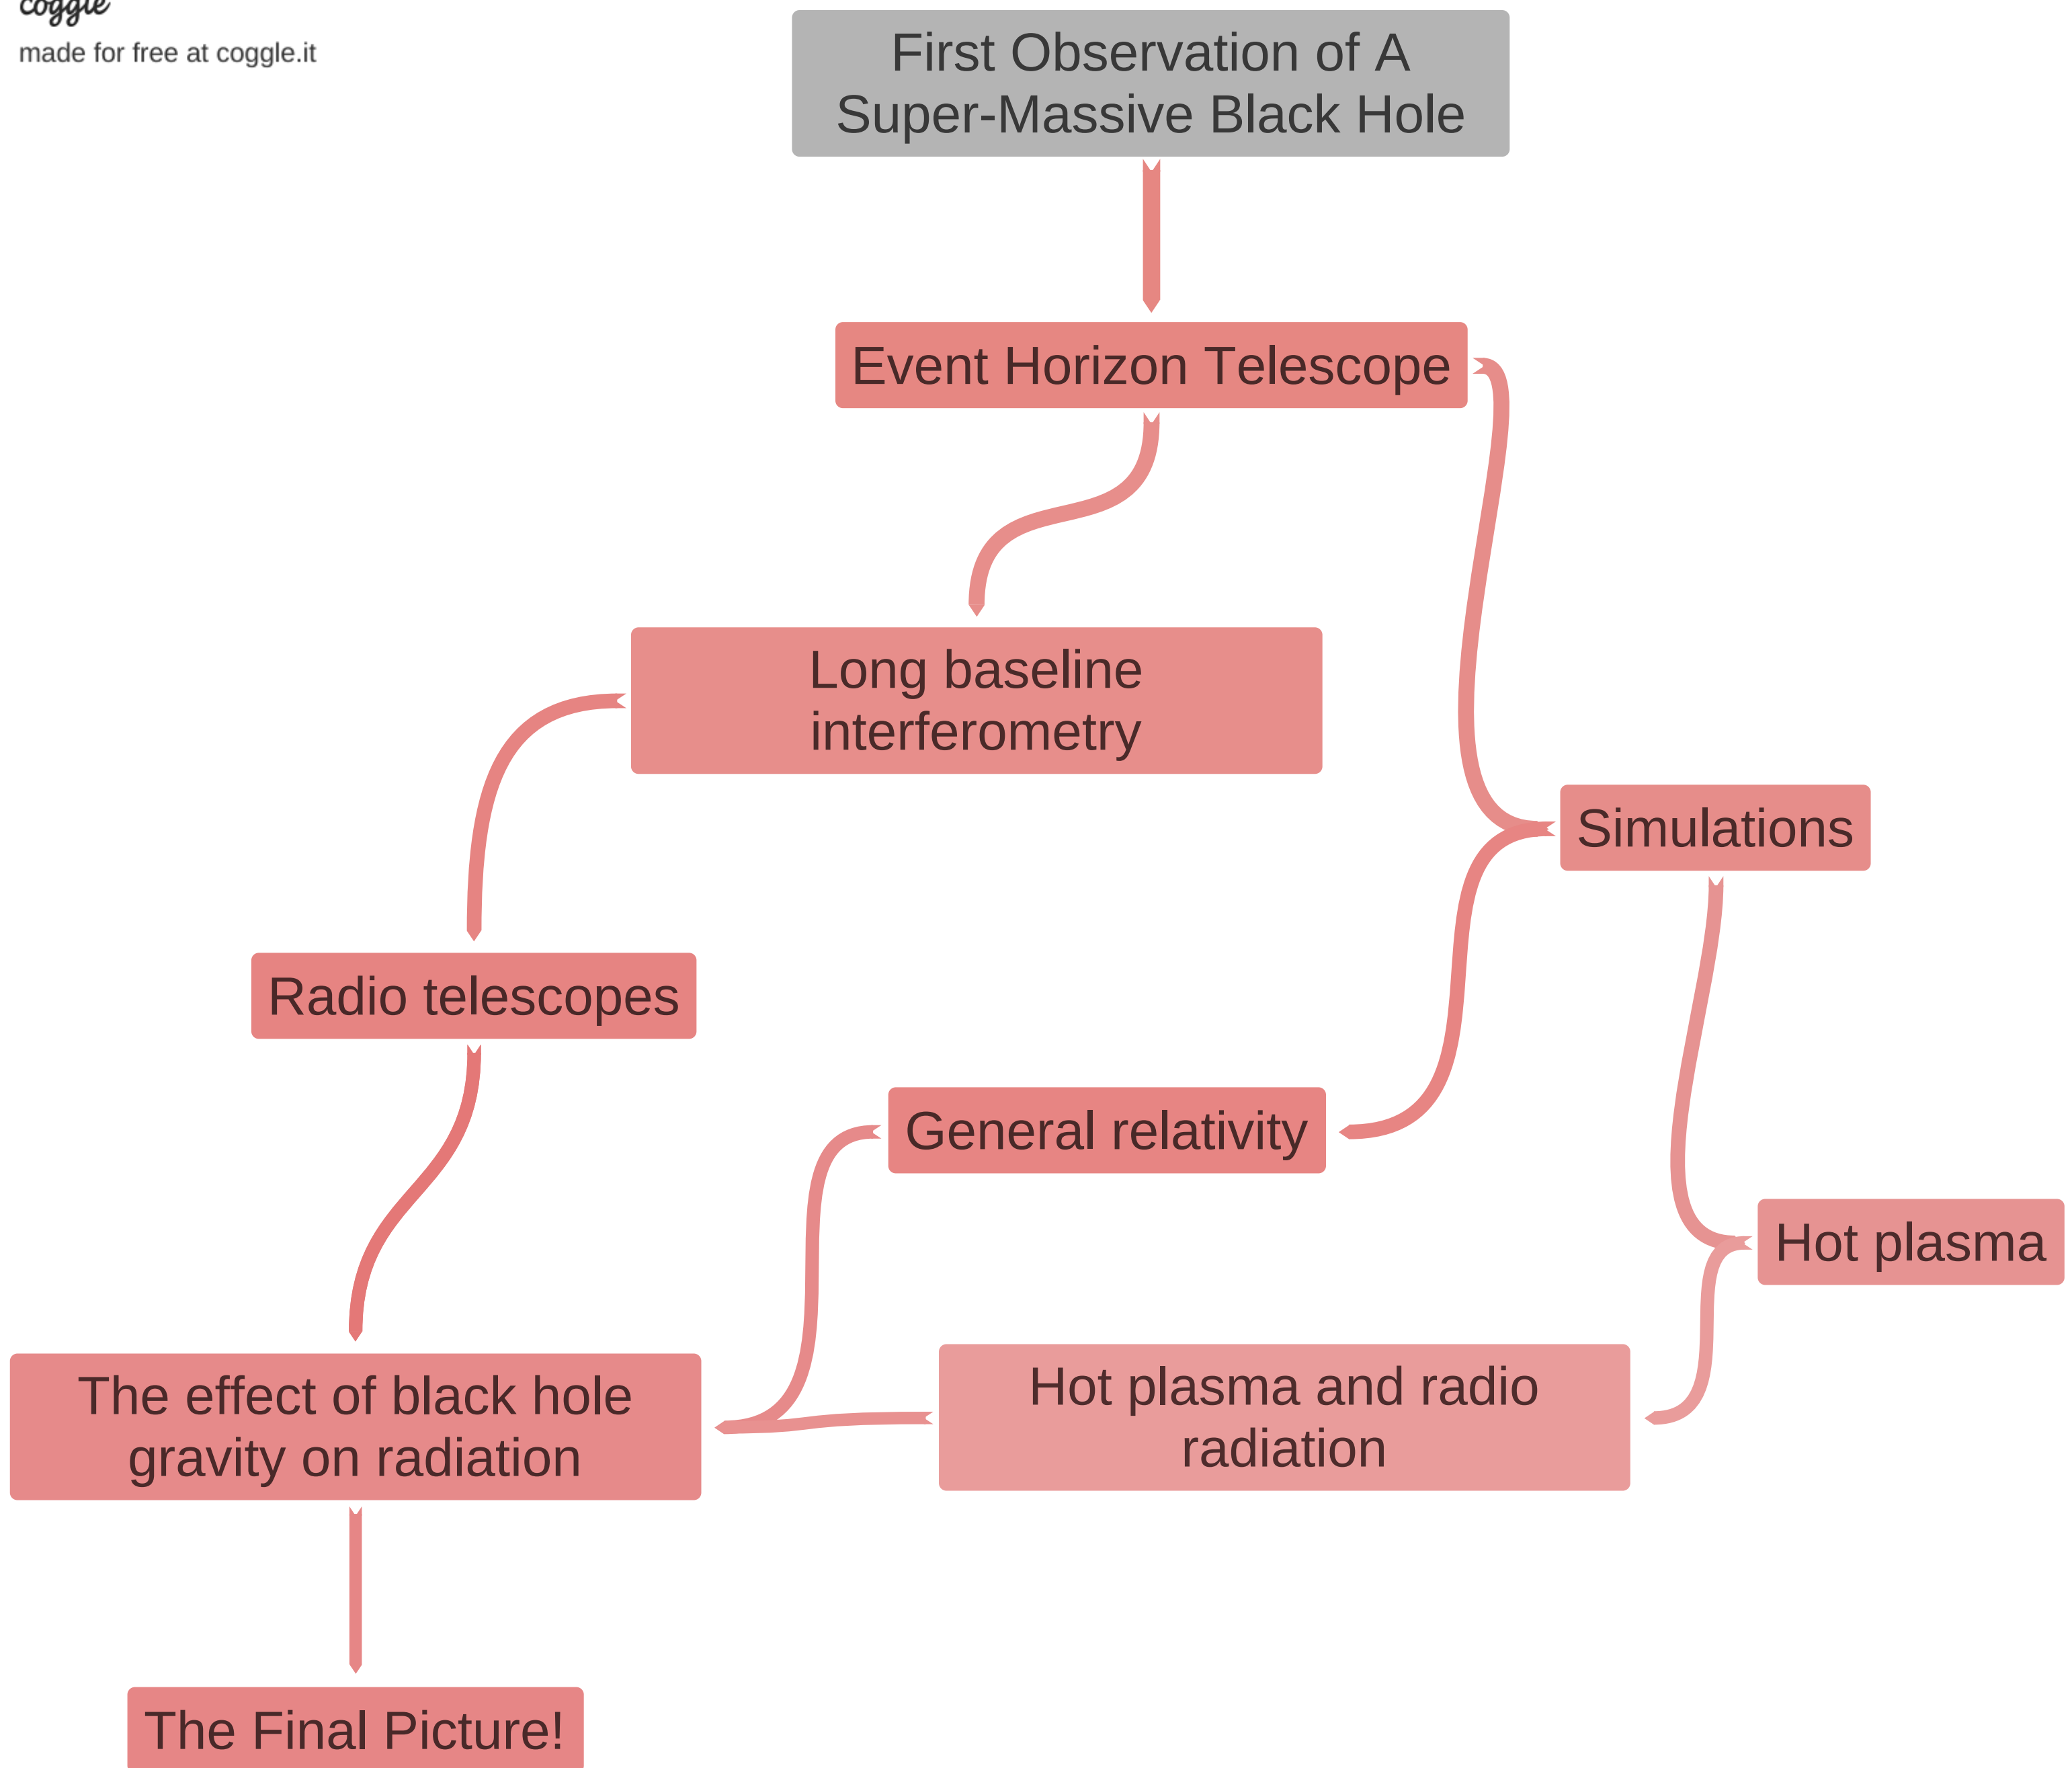 coggle
made for free at coggle.it
First Observation of A
Super-Massive Black Hole
Event Horizon Telescope
Long baseline
interferometry
Simulations
Radio telescopes
General relativity
Hot plasma
The effect of black hole
gravity on radiation
Hot plasma and radio
radiation
The Final Picture!